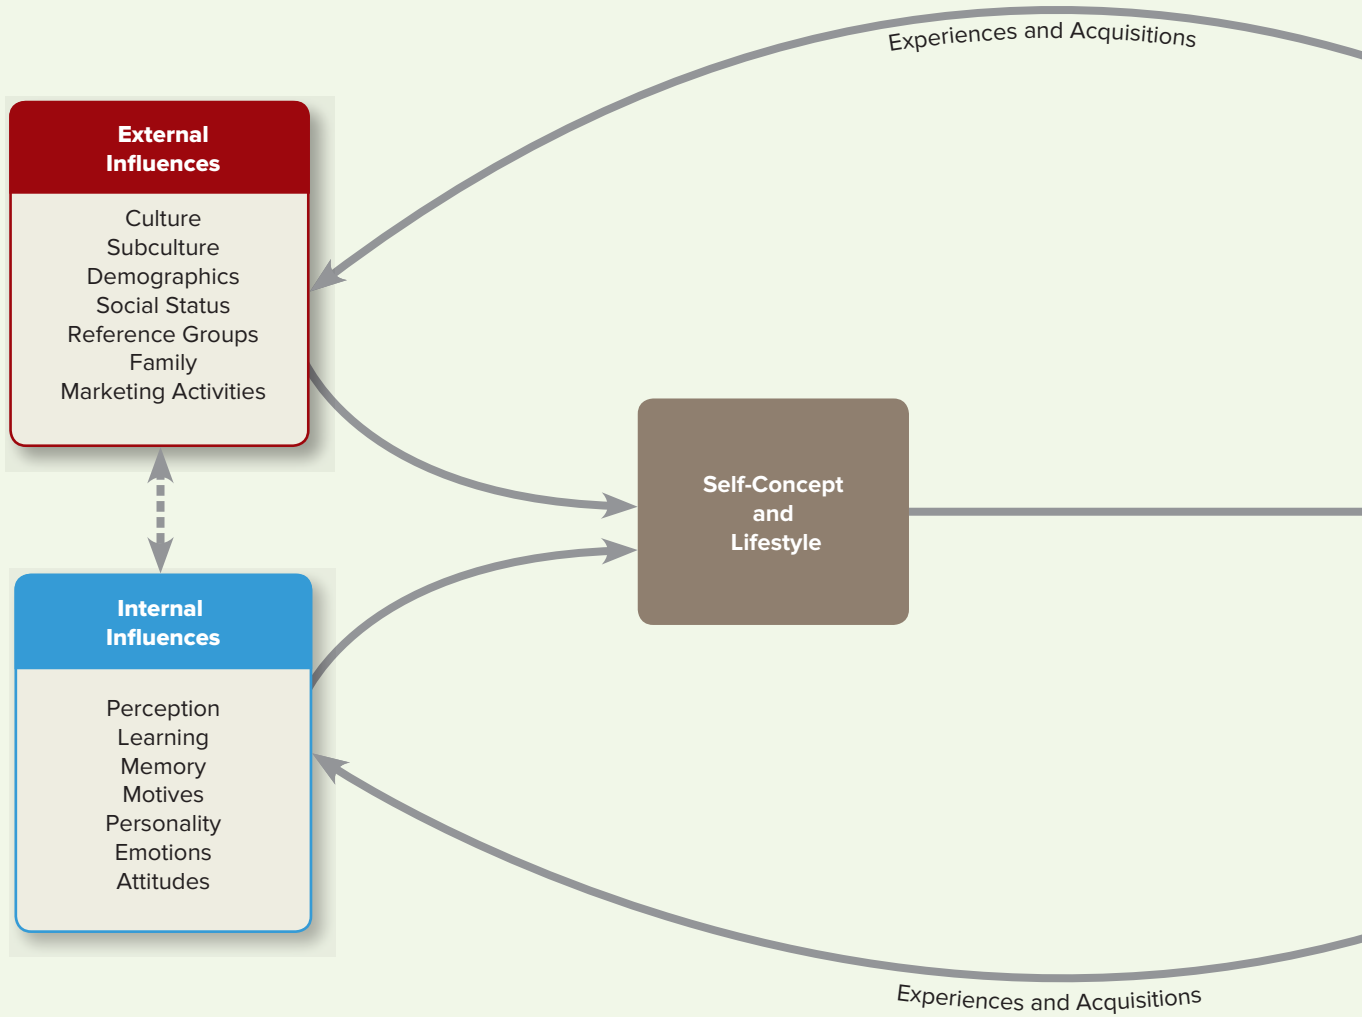 Experiences and Acquisitions
External
Influences
Culture
Subculture
Demographics
Social Status
Reference Groups
Family
Marketing Activities
Self-Concept
and
Lifestyle
Internal
Influences
Perception
Learning
Memory
Motives
Personality
Emotions
Attitudes
Experiences and Acquisitions